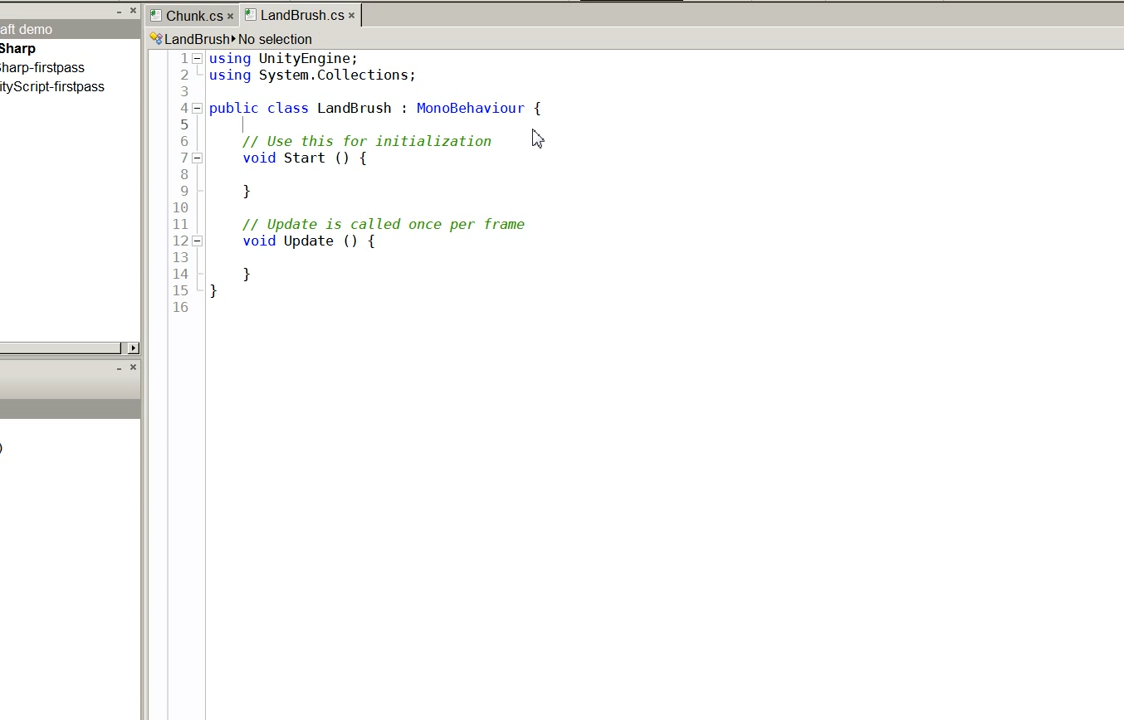 Chunk.cs × LandBrush.cs ×
aft demo
LandBrush No selection
Sharp
harp-firstpass
ityScript-firstpass
1 using UnityEngine;
2 using System.Collections;
3
4 public class LandBrush : MonoBehaviour {
5
6 // Use this for initialization
7 void Start () {
8
9 }
10
11 // Update is called once per frame
12 void Update () {
13
14 }
15 }
16
)